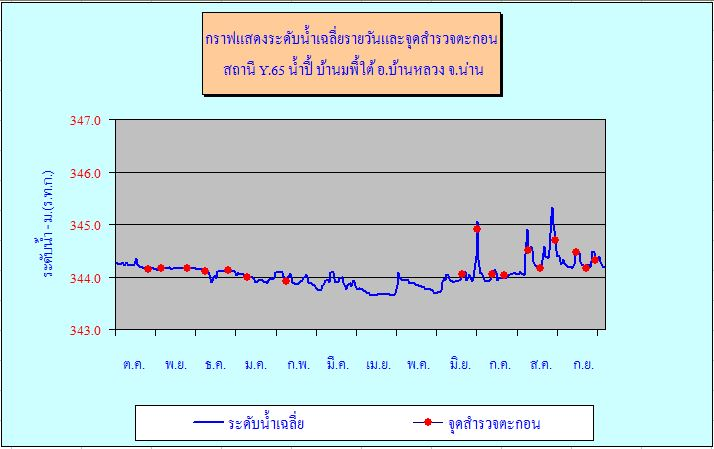 กราฟแสดงระดับน้ำเฉลี่ยรายวันและจุดสำรวจตะกอน
สถานี Y.65 น้ำปี้ บ้านมพี้ใต้ อ.บ้านหลวง จ.น่าน
347.0
346.0
345.0
344.0
343.0
ระดับน้ำ - ม.(ร.ท.ก.)
ต.ค. พ.ย. ธ.ค. ม.ค. ก.พ. มี.ค. เม.ย. พ.ค. มิ.ย. ก.ค. ส.ค. ก.ย.
ระดับน้ำเฉลี่ย จุดสำรวจตะกอน